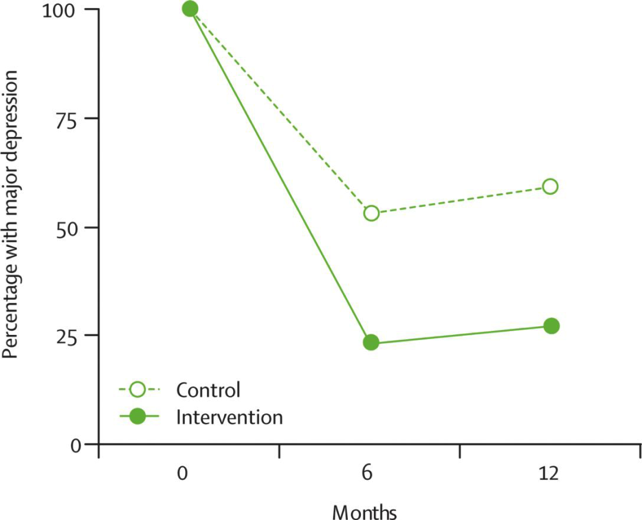 100
75
50
25
0
Percentage with major depression
Control
Intervention
0 6 12
Months